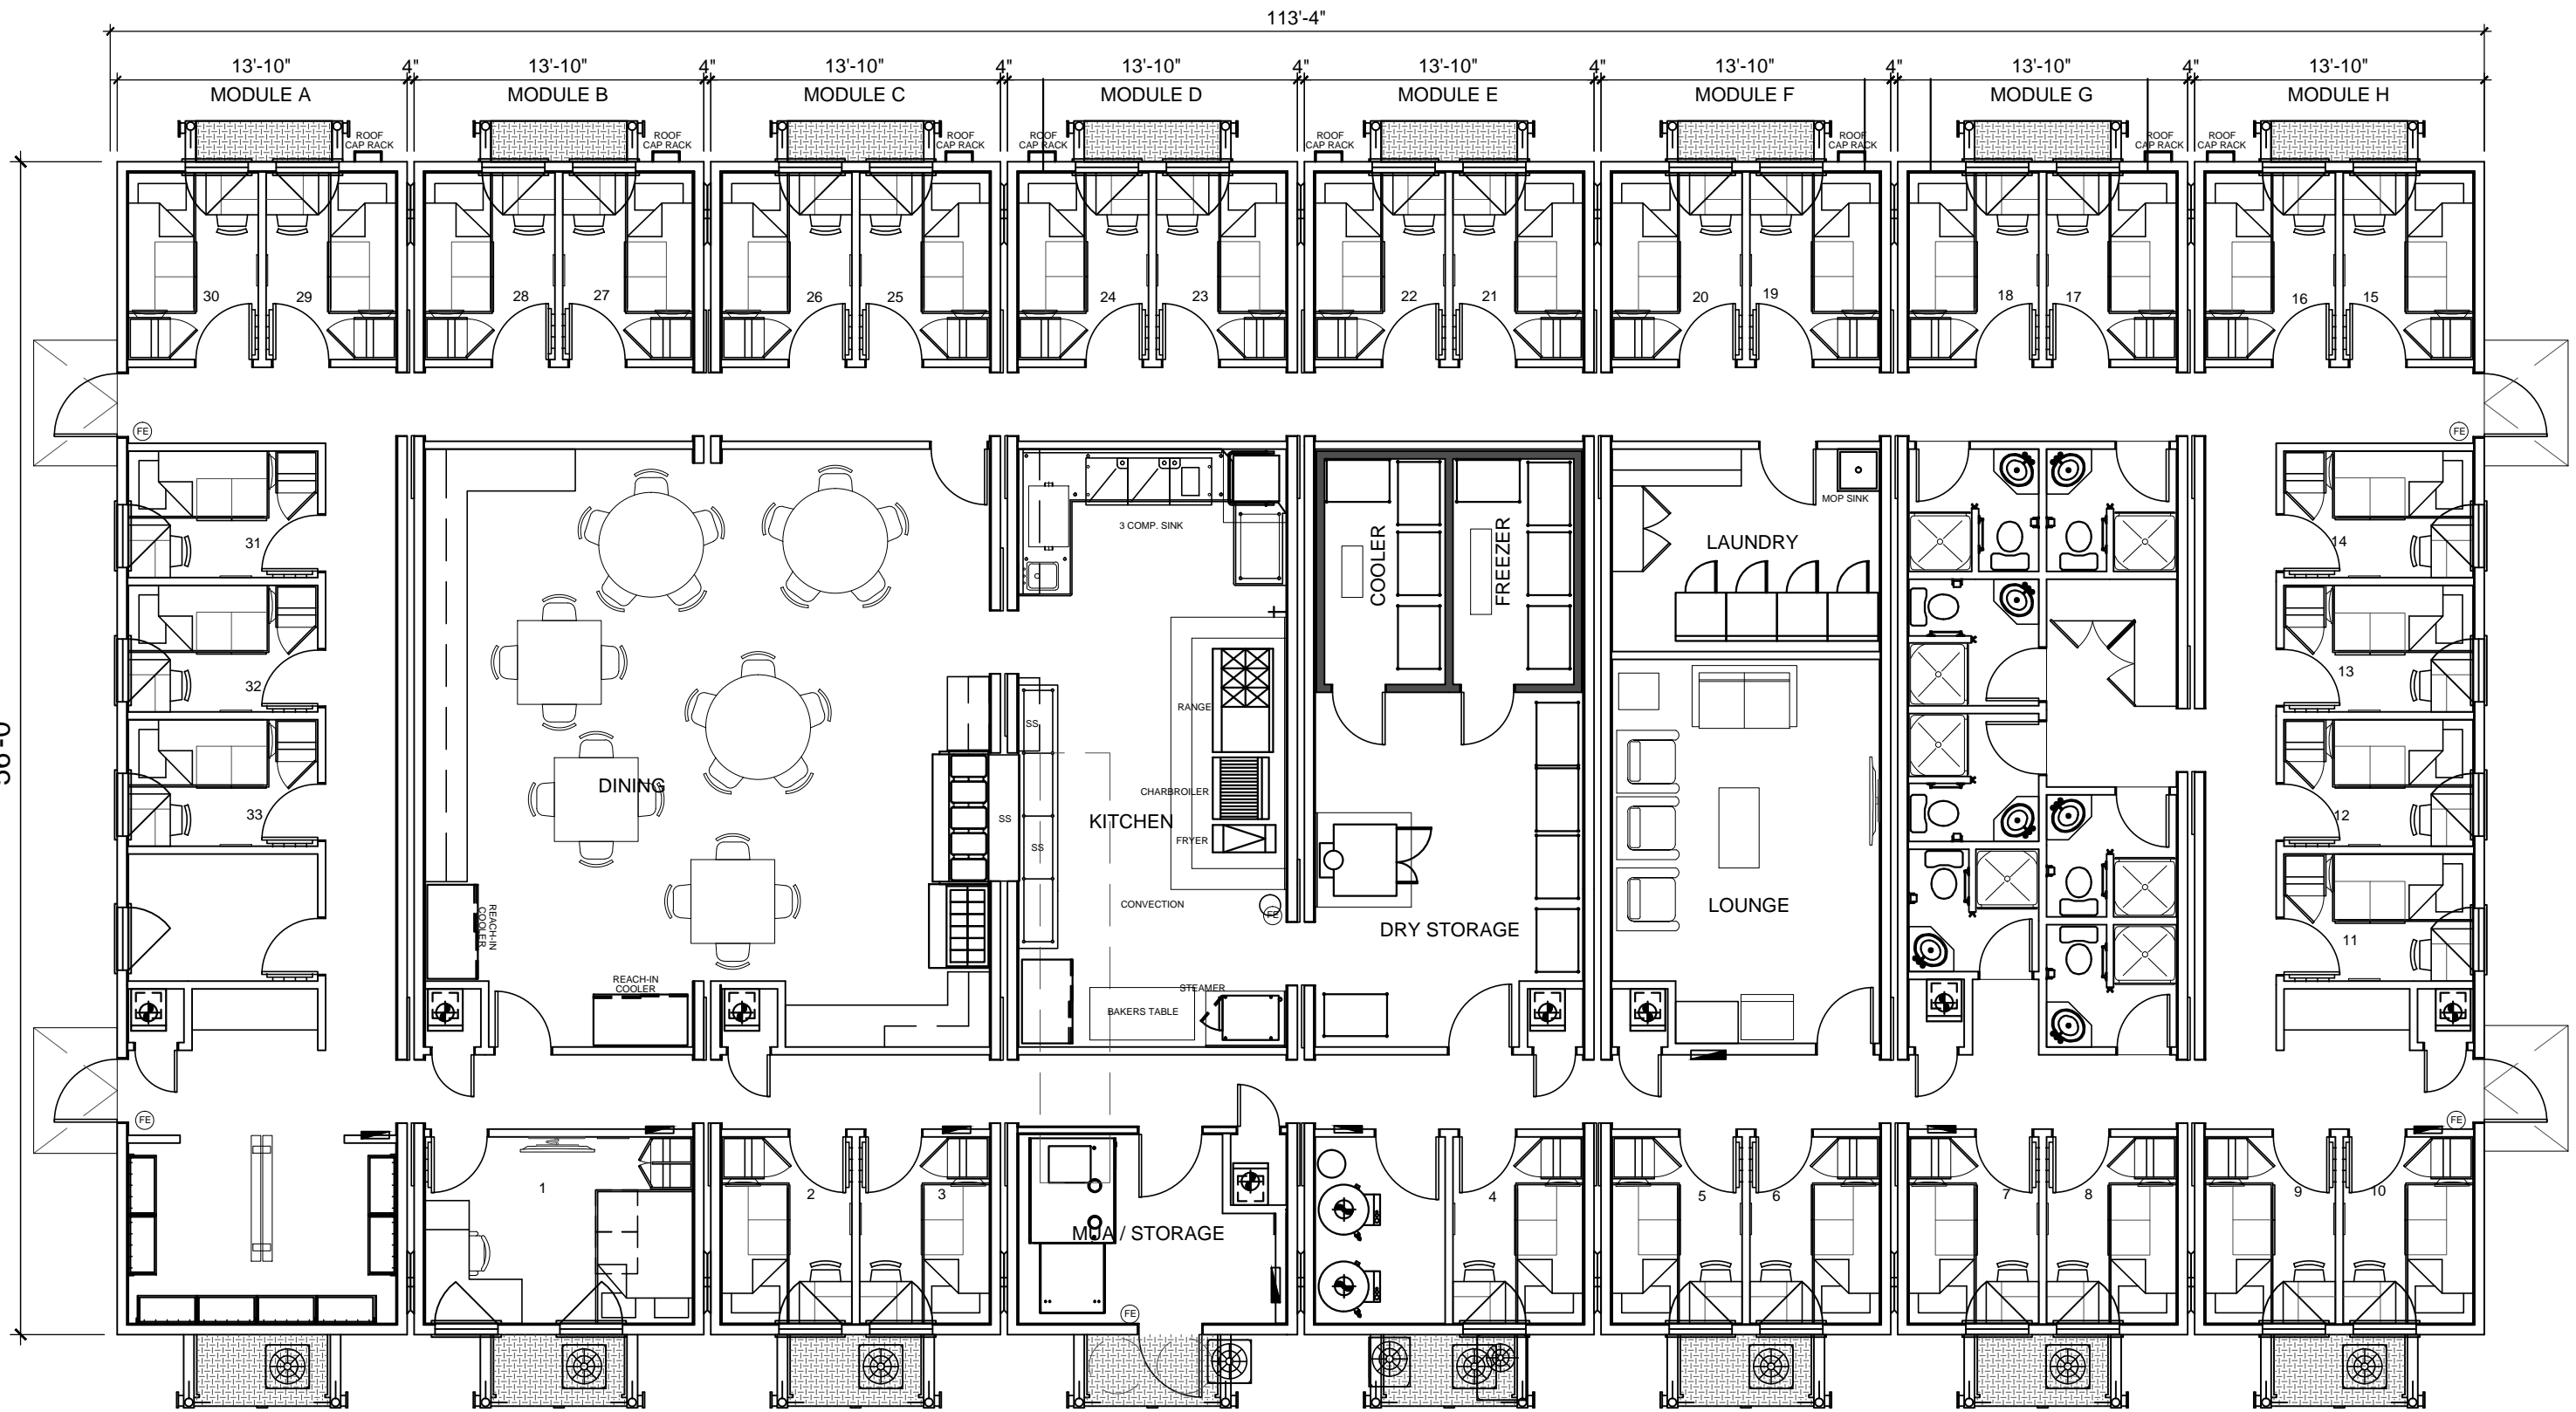 113'-4"
13'-10"
4"
13'-10"
4"
13'-10"
4"
13'-10"
4"
13'-10"
4"
13'-10"
4"
13'-10"
4"
13'-10"
MODULE A
MODULE B
MODULE C
MODULE D
MODULE E
MODULE F
MODULE G
MODULE H
ROOF
CAP RACK
ROOF
CAP RACK
ROOF
CAP RACK
ROOF
CAP RACK
ROOF
CAP RACK
ROOF
CAP RACK
ROOF
CAP RACK
ROOF
CAP RACK
30
29
28
27
26
25
24
23
22
21
20
19
18
17
16
15
FE
FE
31
32
33
3 COMP. SINK
COOLER
FREEZER
MOP SINK
LAUNDRY
14
13
12
11
RANGE
SS
SS
SS
CHARBROILER
FRYER
DINING
KITCHEN
CONVECTION
FE
DRY STORAGE
LOUNGE
REACH-IN
COOLER
REACH-IN
COOLER
STEAMER
BAKERS TABLE
FE
FE
1
2
3
MUA / STORAGE
FE
4
5
6
7
8
9
10